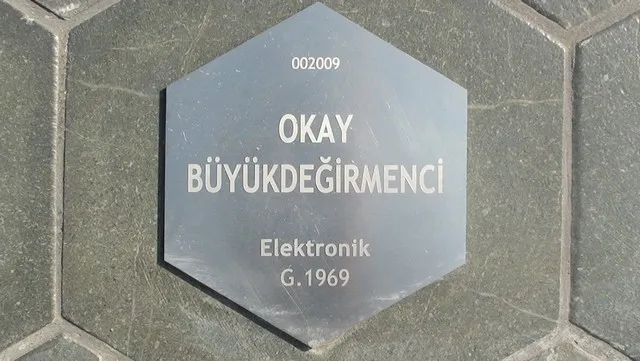 002009
OKAY
BÜYÜKDEĞİRMENCİ
Elektronik
G.1969